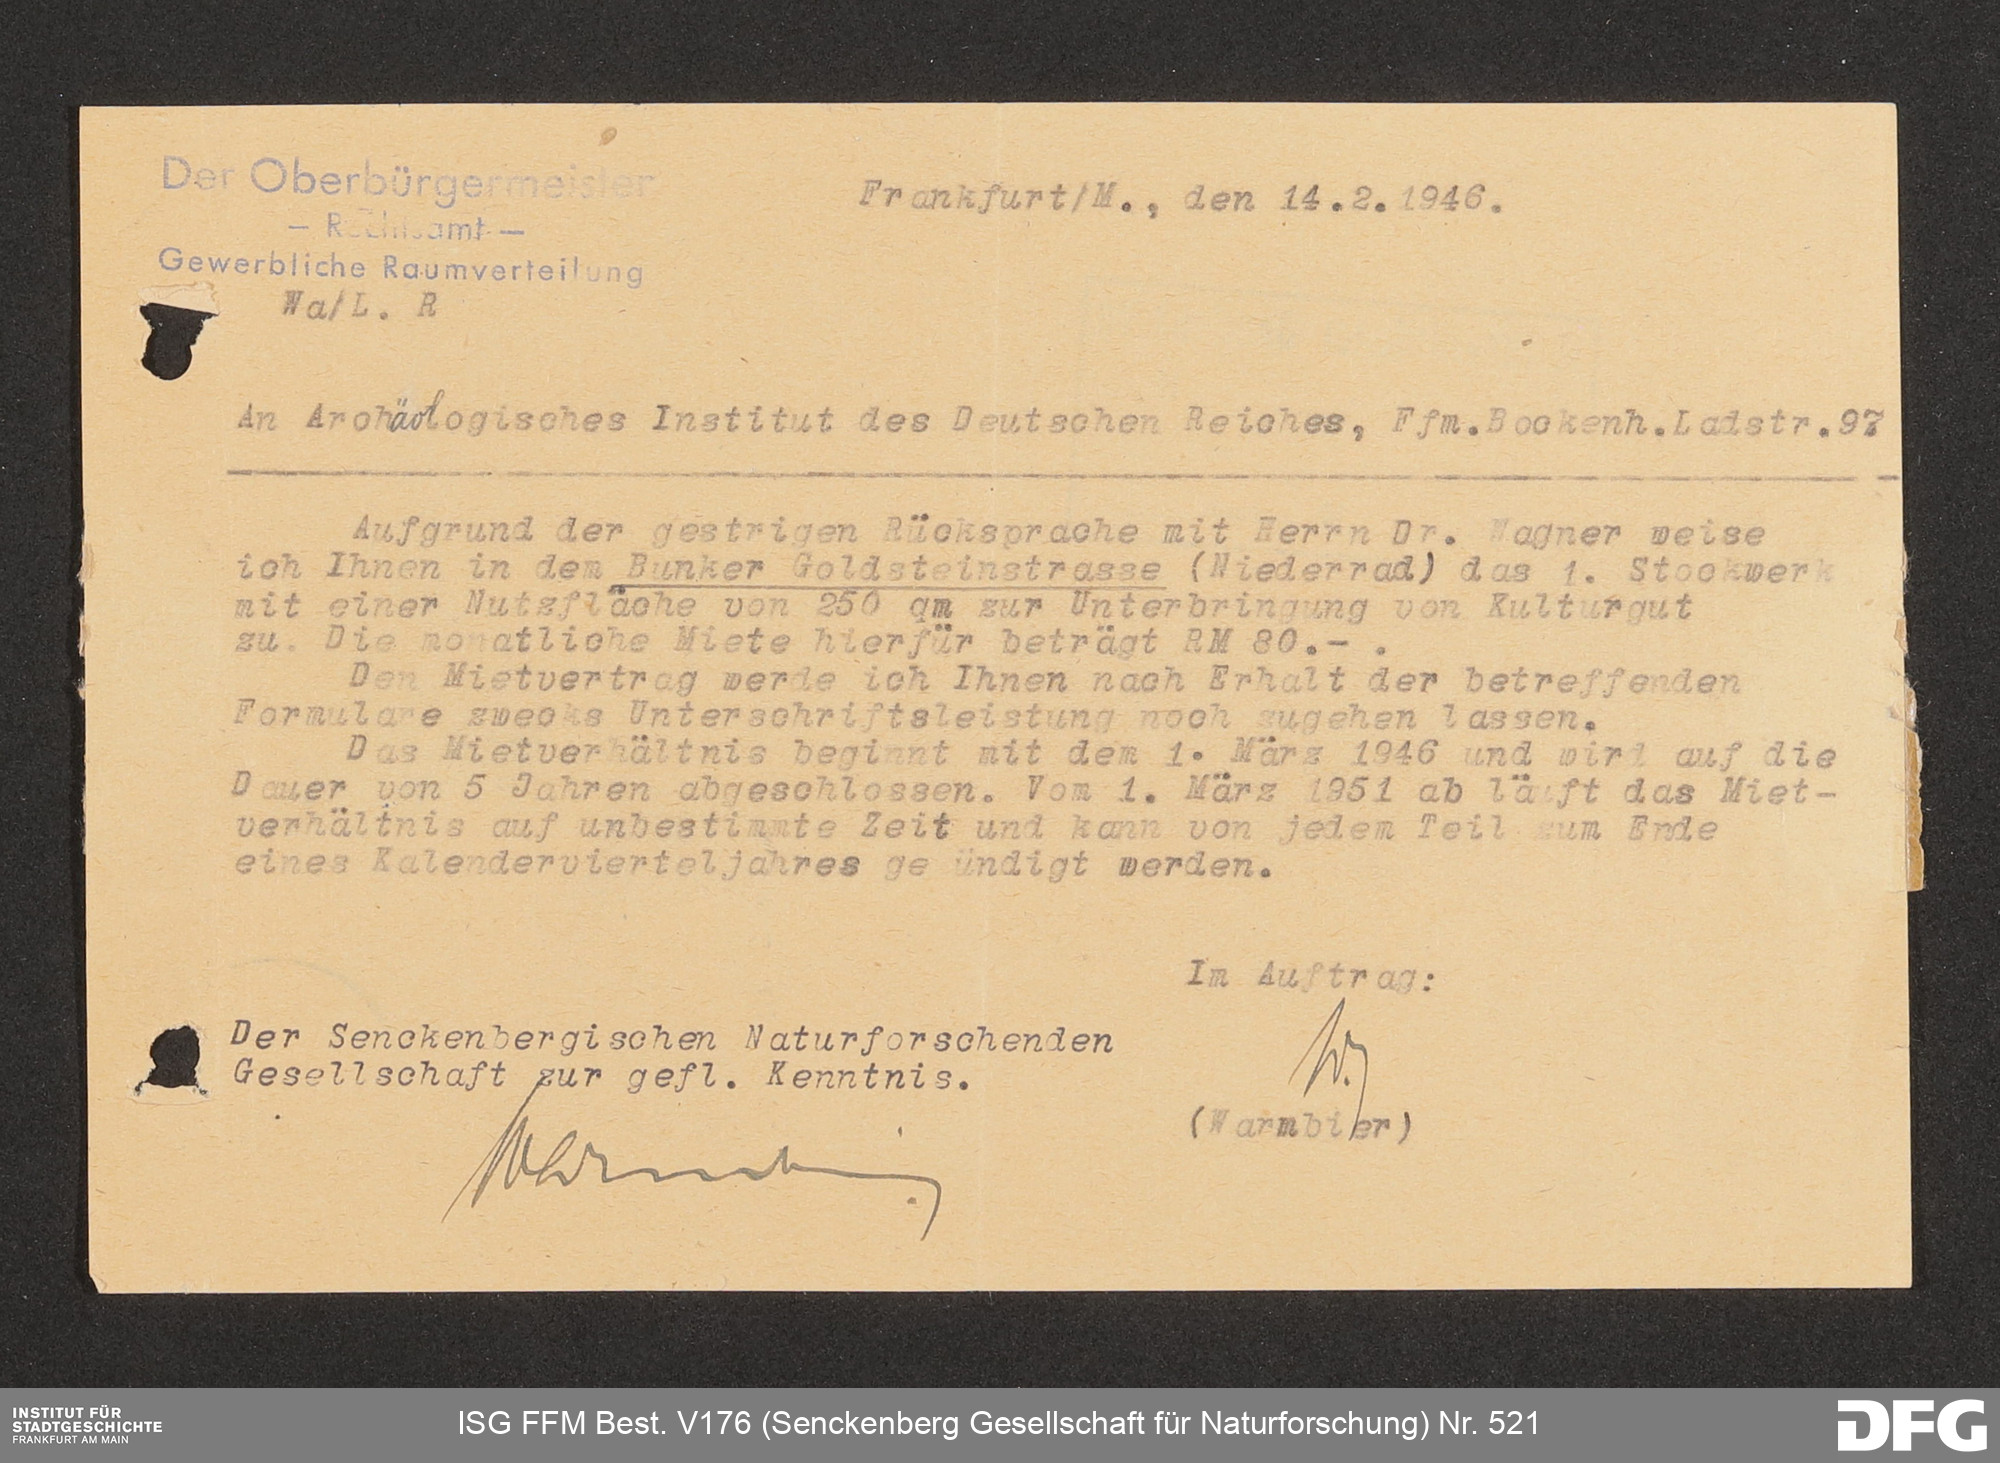 Der Oberbürgermeister
— Rechtsamt —
Gewerbliche Raumverteilung
Wa/L. R
Frankfurt/M., den 14.2.1946.
An Archäologisches Institut des Deutschen Reiches, Ffm.Bockenh.Ladstr.97
Aufgrund der gestrigen Rücksprache mit Herrn Dr. Wagner weise
ich Ihnen in dem Bunker Goldsteinstrasse (Niederrad) das 1. Stockwerk
mit einer Nutzfläche von 250 qm zur Unterbringung von Kulturgut
zu. Die monatliche Miete hierfür beträgt RM 80.- .
Den Mietvertrag werde ich Ihnen nach Erhalt der betreffenden
Formulare zwecks Unterschriftsleistung noch zugehen lassen.
Das Mietverhältnis beginnt mit dem 1. März 1946 und wird auf die
Dauer von 5 Jahren abgeschlossen. Vom 1. März 1951 ab läuft das Miet-
verhältnis auf unbestimmte Zeit und kann von jedem Teil zum Ende
eines Kalendervierteljahres ge ündigt werden.
Im Auftrag:
W.
(Warmbier)
Der Senckenbergischen Naturforschenden
Gesellschaft zur gefl. Kenntnis.
INSTITUT FÜR
STADTGESCHICHTE
FRANKFURT AM MAIN
ISG FFM Best. V176 (Senckenberg Gesellschaft für Naturforschung) Nr. 521
DFG